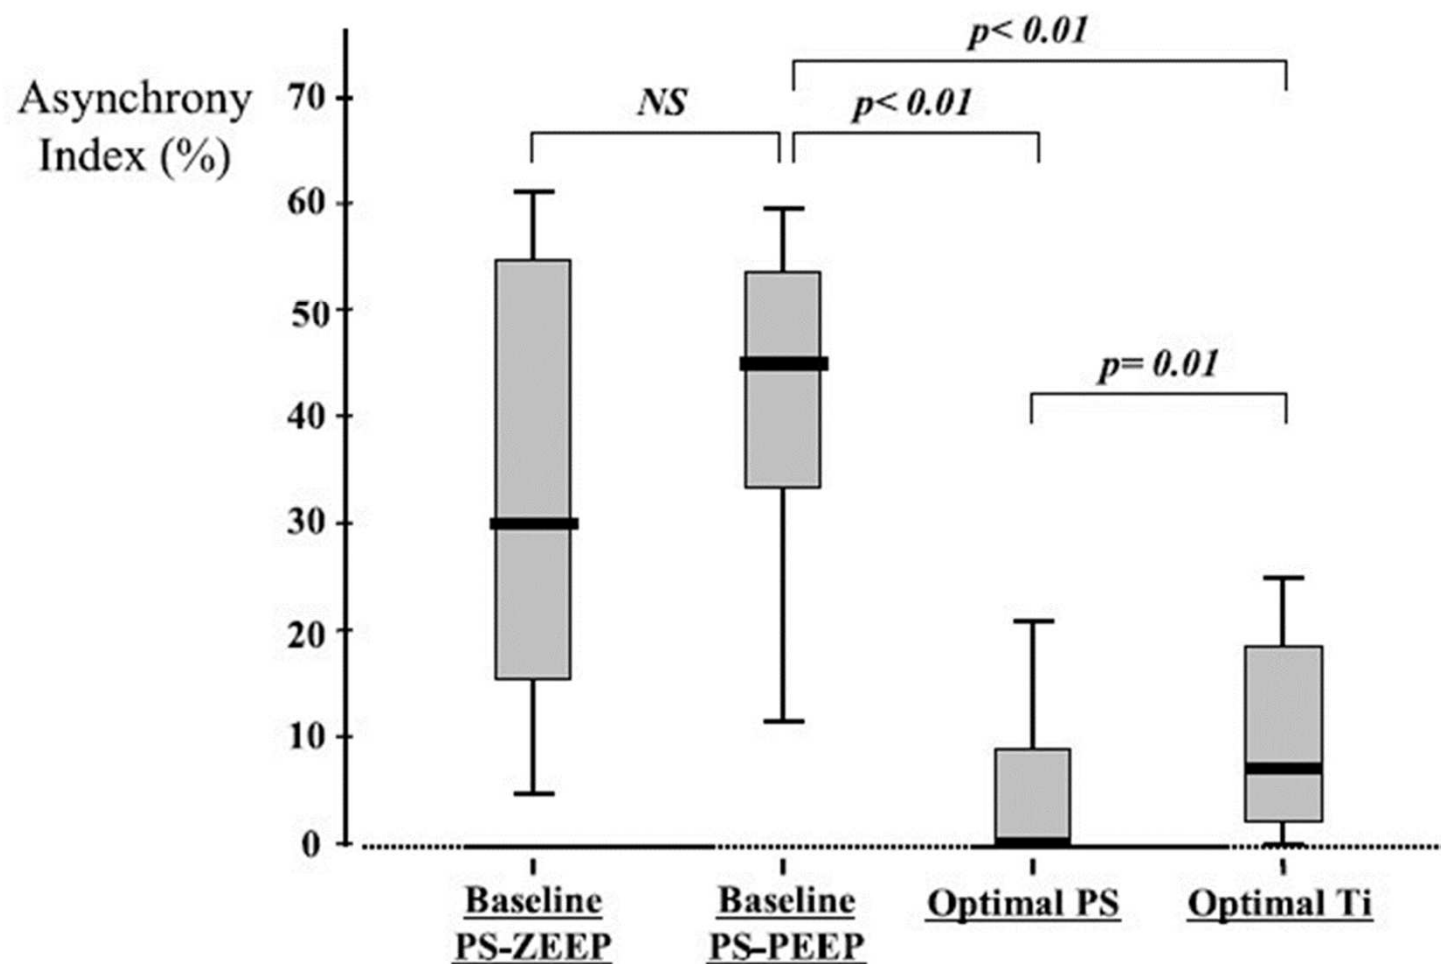 p< 0.01
Asynchrony
Index (%)
70
NS
p< 0.01
60
50
40
p= 0.01
30
20
10
0
Baseline
PS-ZEEP
Baseline
PS-PEEP
Optimal PS
Optimal Ti